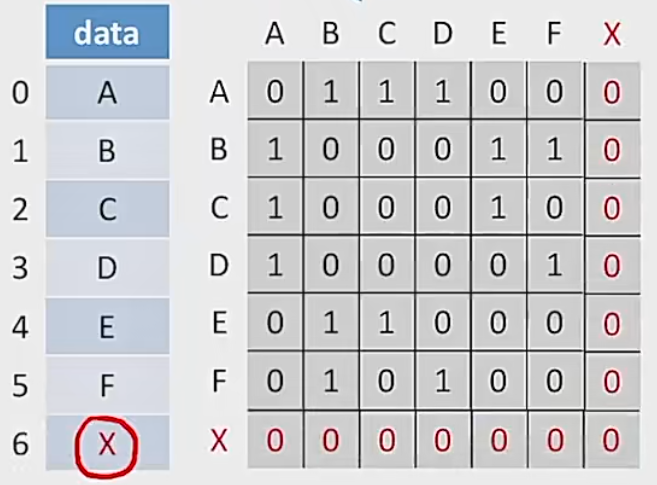 data A B C D E F X
0 A A 0 1 1 1 0 0 0
1 B B 1 0 0 0 1 1 0
2 C C 1 0 0 0 1 0 0
3 D D 1 0 0 0 0 1 0
4 E E 0 1 1 0 0 0 0
5 F F 0 1 0 1 0 0 0
6 X X 0 0 0 0 0 0 0